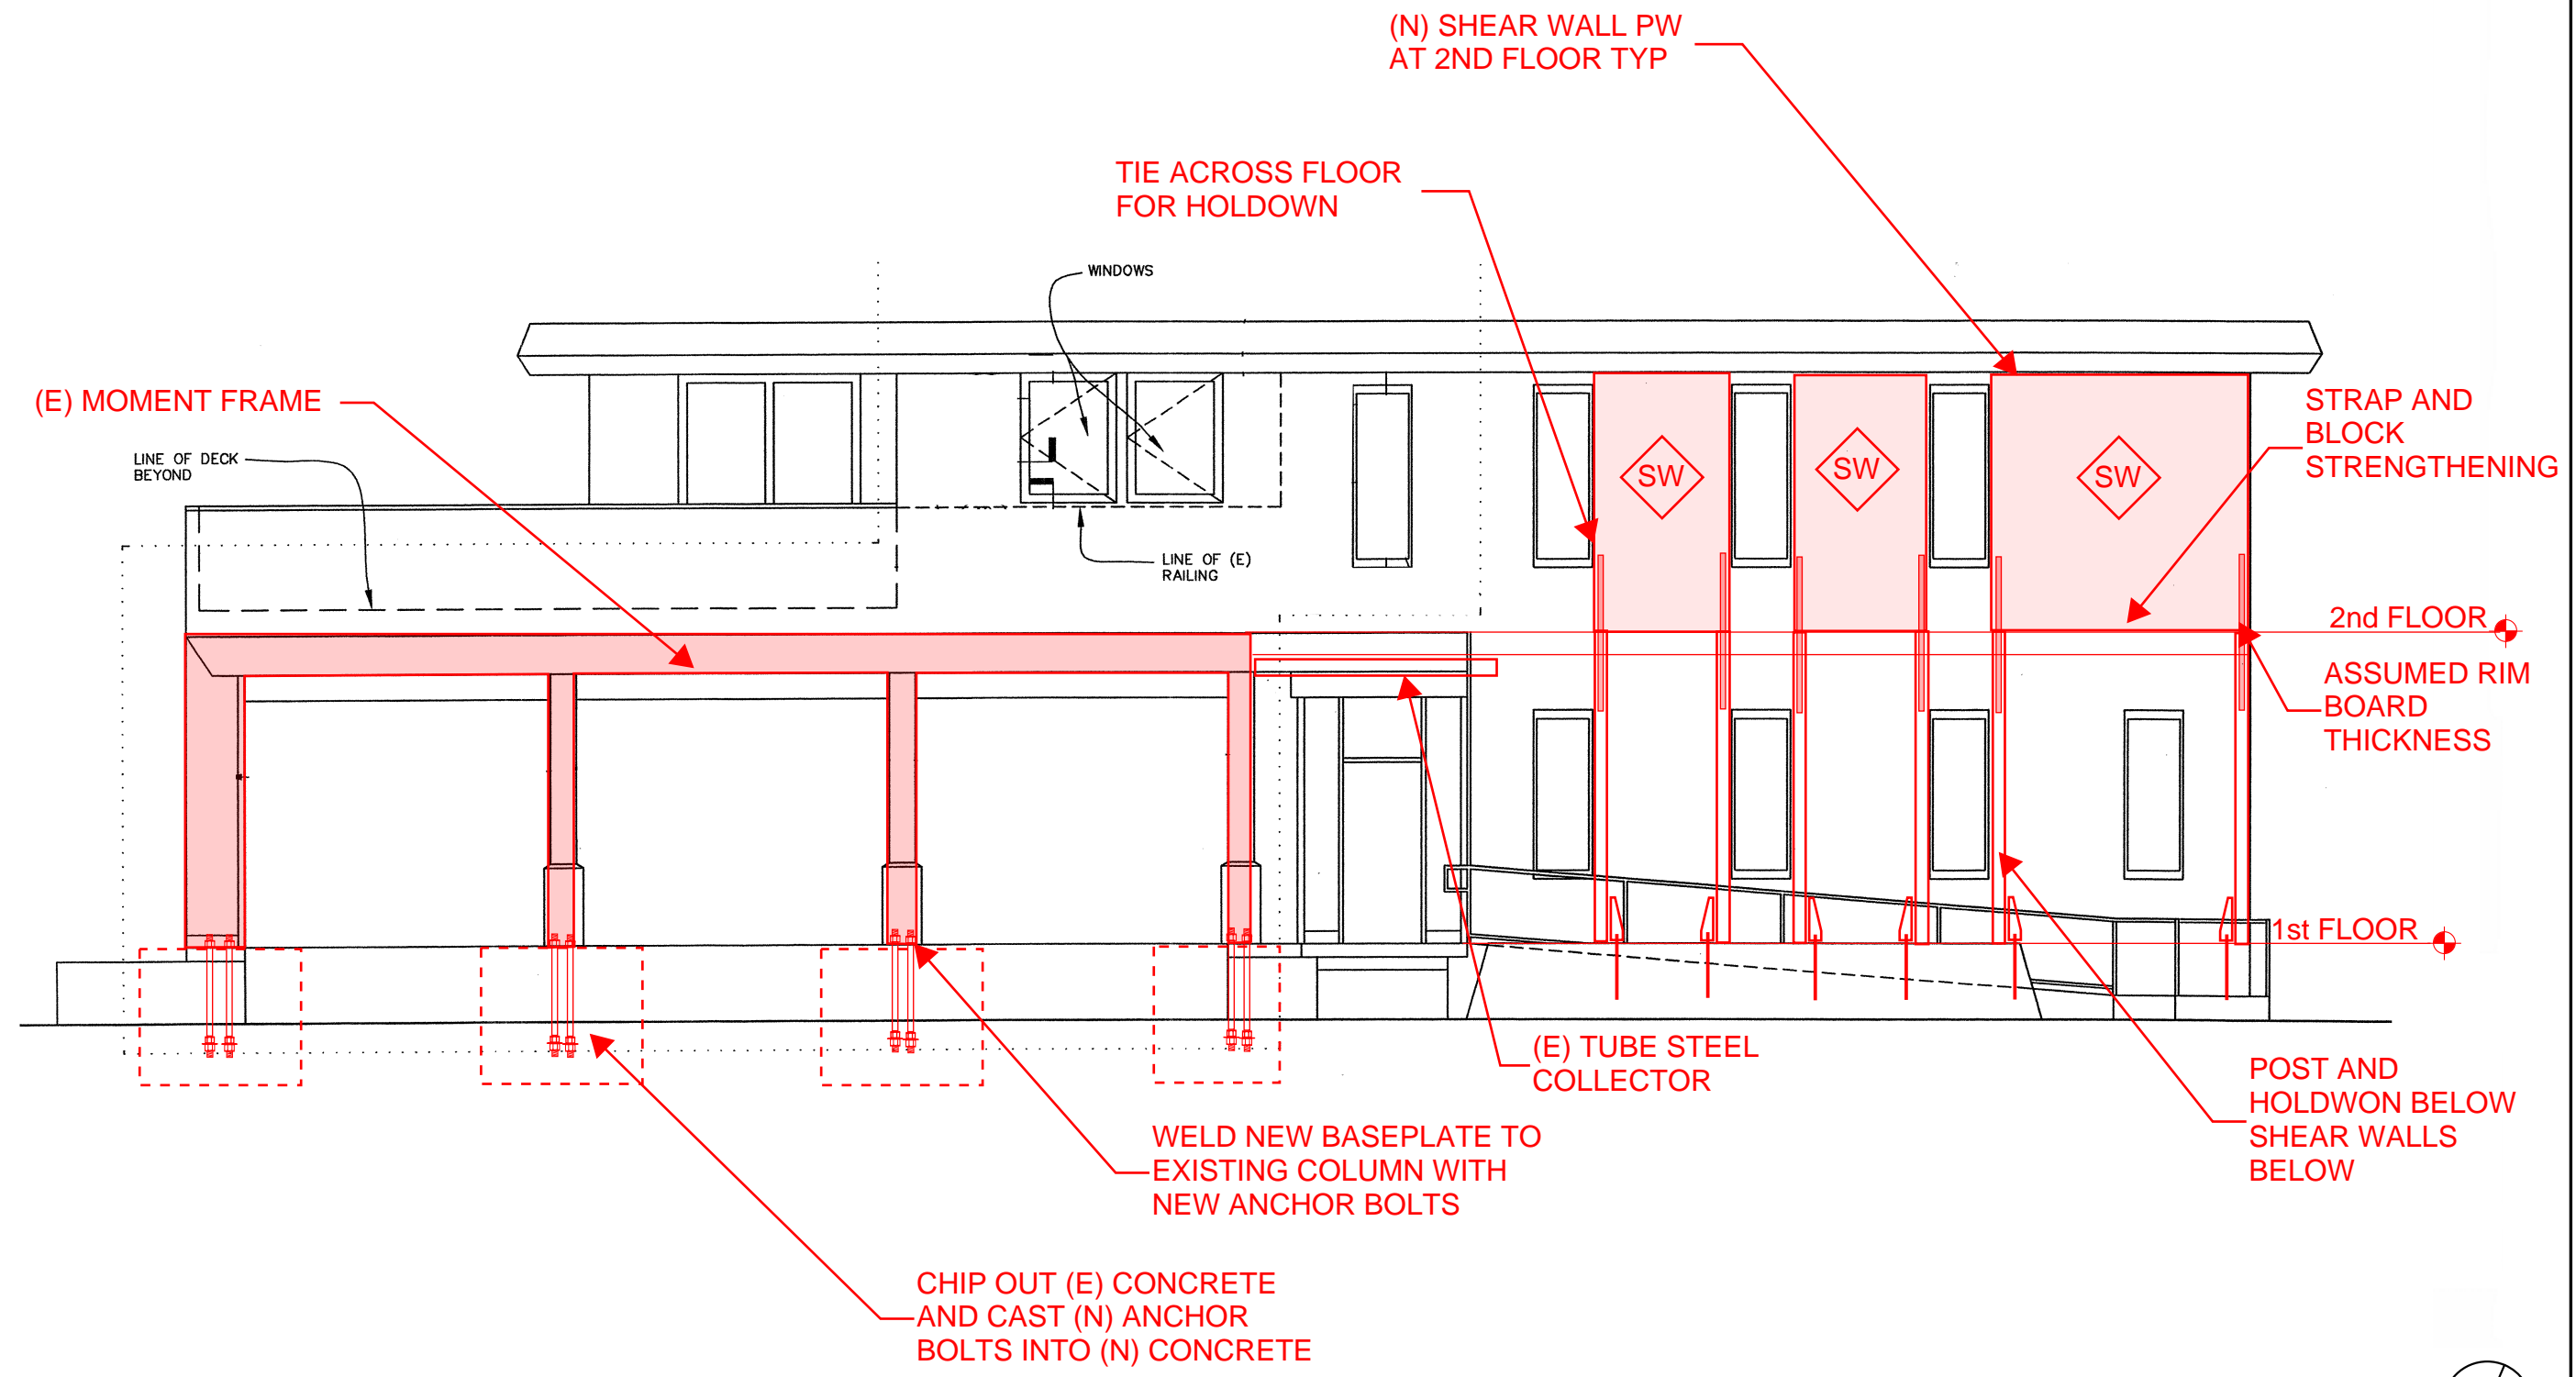 (N) SHEAR WALL PW
AT 2ND FLOOR TYP
TIE ACROSS FLOOR
FOR HOLDOWN
WINDOWS
(E) MOMENT FRAME
LINE OF DECK
BEYOND
STRAP AND
BLOCK
STRENGTHENING
SW
SW
SW
LINE OF (E)
RAILING
2nd FLOOR
ASSUMED RIM
BOARD
THICKNESS
1st FLOOR
(E) TUBE STEEL
COLLECTOR
POST AND
HOLDWON BELOW
SHEAR WALLS
BELOW
WELD NEW BASEPLATE TO
EXISTING COLUMN WITH
NEW ANCHOR BOLTS
CHIP OUT (E) CONCRETE
AND CAST (N) ANCHOR
BOLTS INTO (N) CONCRETE